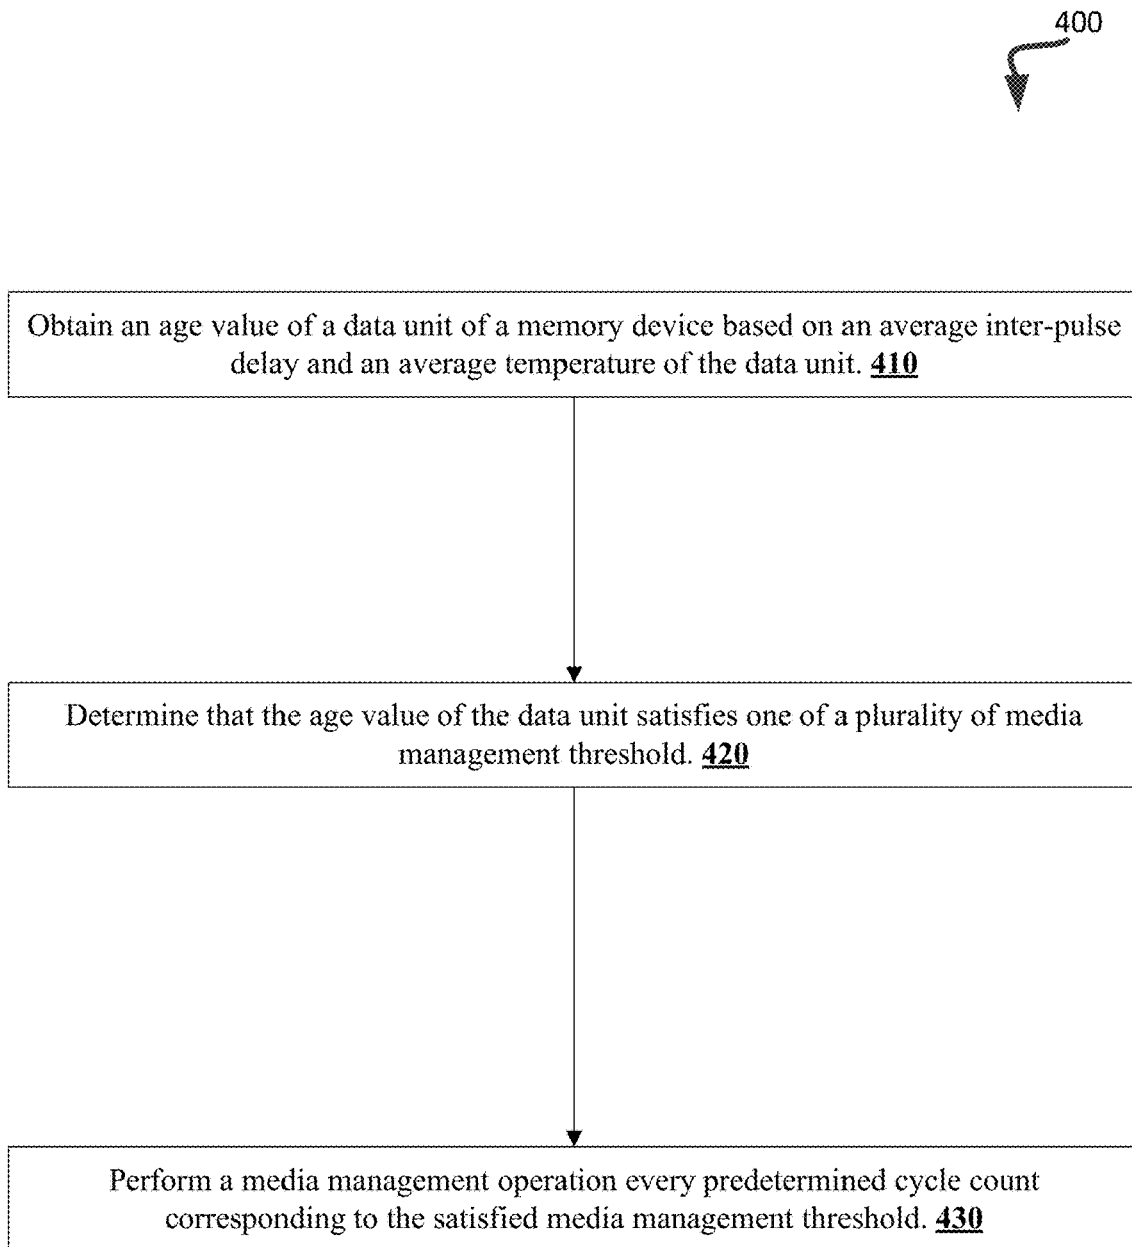 400
Obtain an age value of a data unit of a memory device based on an average inter-pulse
delay and an average temperature of the data unit. 410
Determine that the age value of the data unit satisfies one of a plurality of media
management threshold. 420
Perform a media management operation every predetermined cycle count
corresponding to the satisfied media management threshold. 430